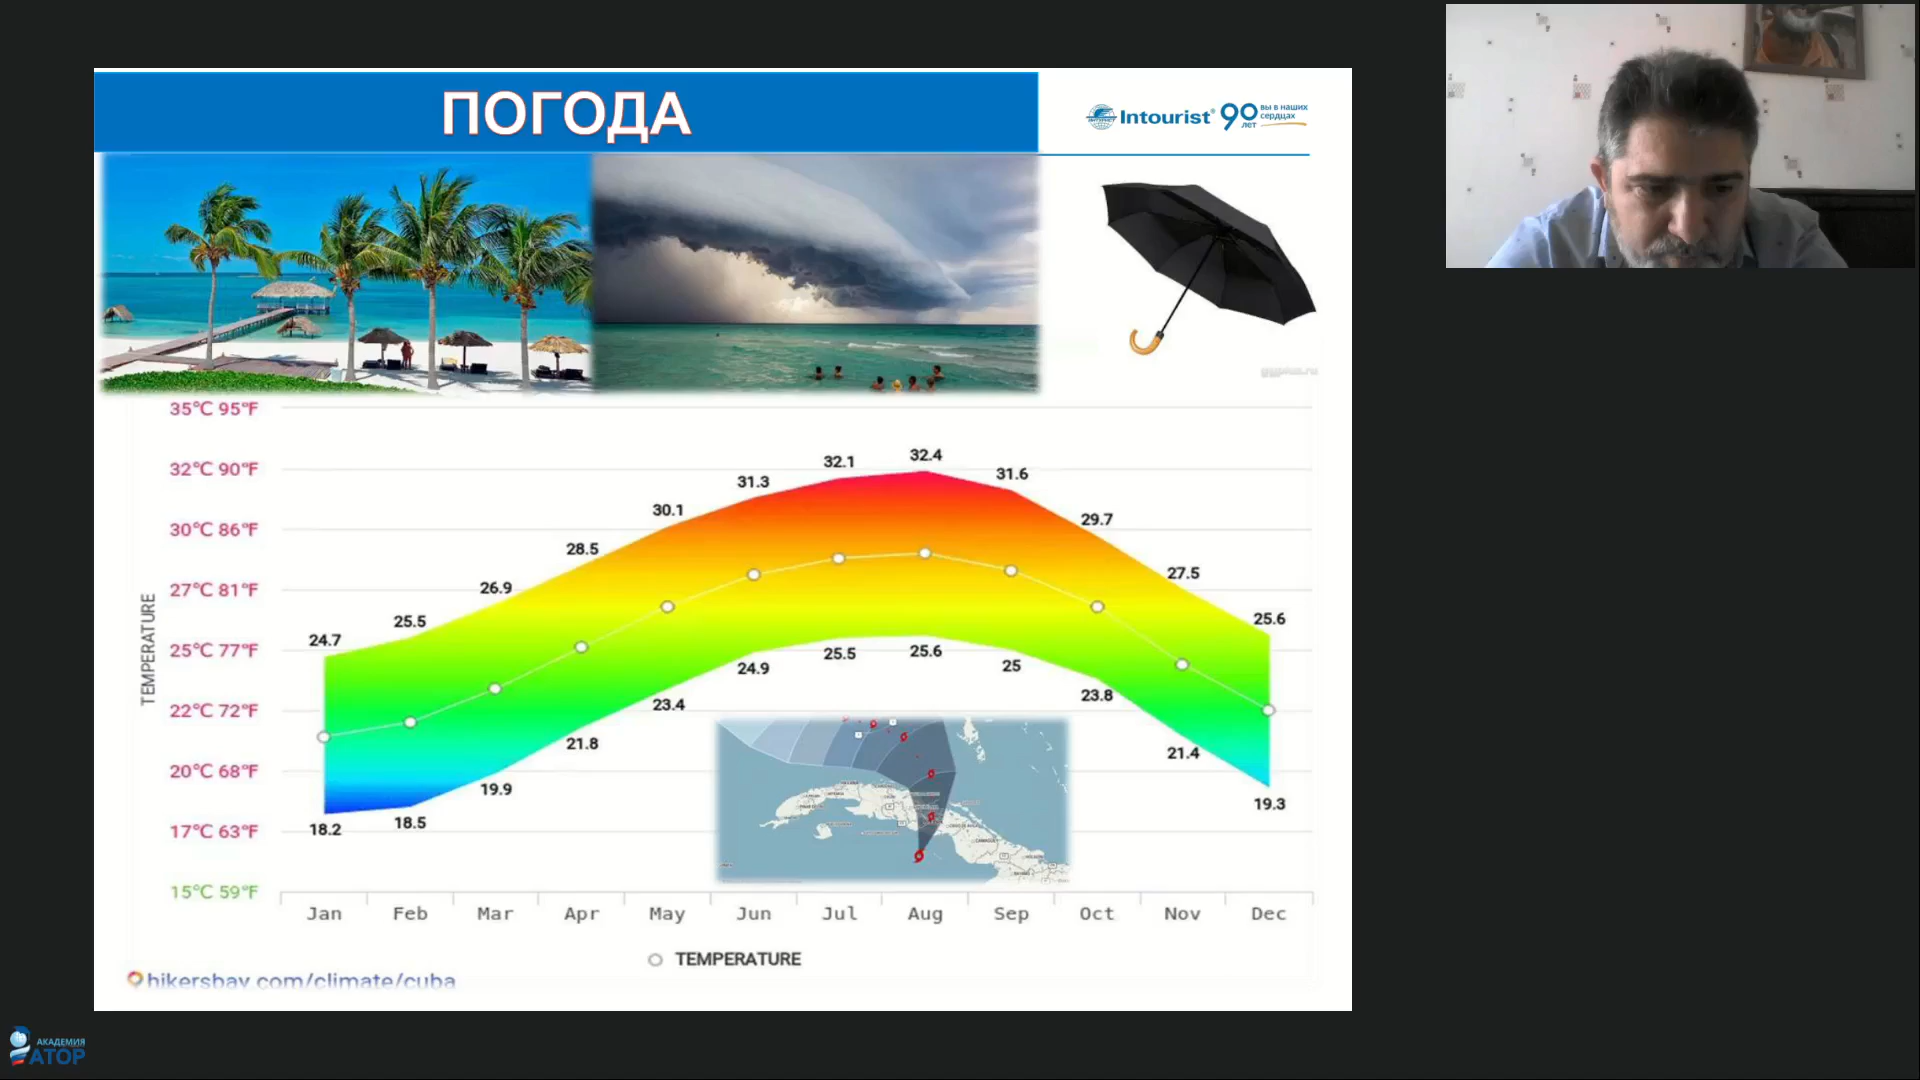 ПОГОДА
Intourist®
90 лет
вы в наших
сердцах
35°C 95°F
32°C 90°F
30°C 86°F
27°C 81°F
25°C 77°F
22°C 72°F
20°C 68°F
17°C 63°F
15°C 59°F
TEMPERATURE
24.7 25.5 26.9 28.5 30.1 31.3 32.1 32.4 31.6 29.7 27.5 25.6
18.2 18.5 19.9 21.8 23.4 24.9 25.5 25.6 25 23.8 21.4 19.3
Jan Feb Mar Apr May Jun Jul Aug Sep Oct Nov Dec
TEMPERATURE
hikersbay.com/climate/cuba
АКАДЕМИЯ
АТОР